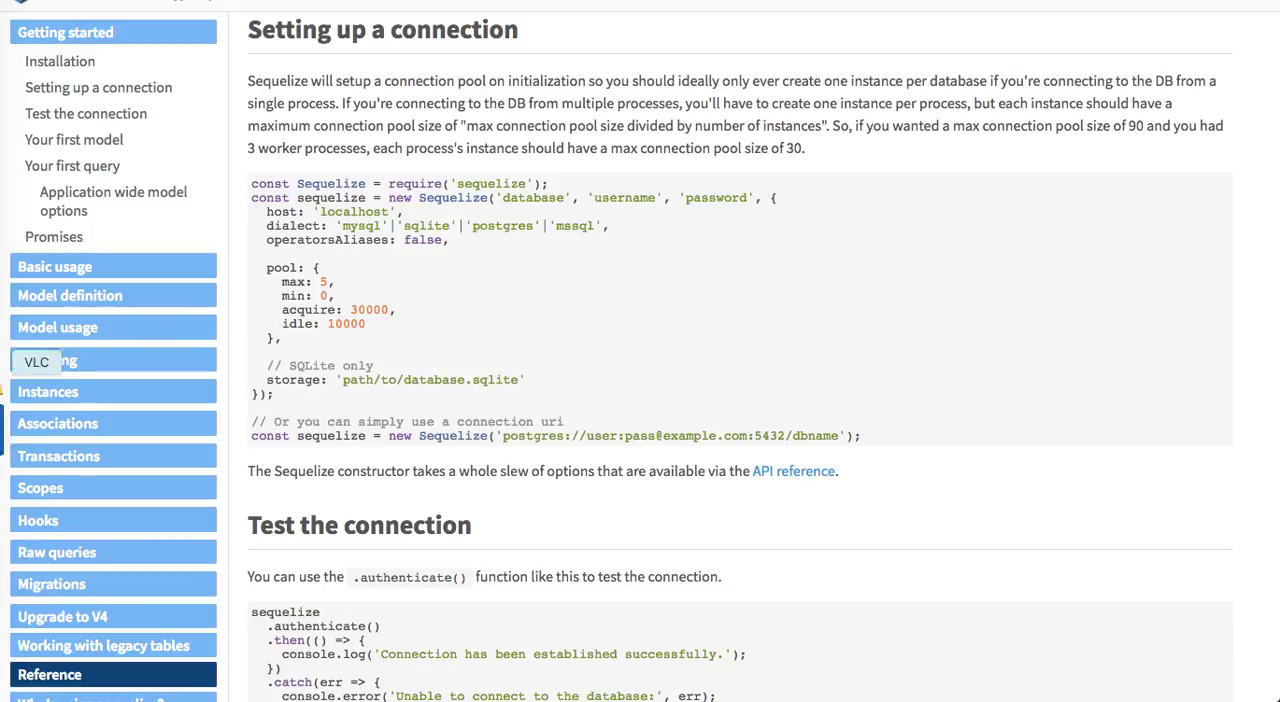 Getting started
Installation
Setting up a connection
Test the connection
Your first model
Your first query
Application wide model
options
Promises
Basic usage
Model definition
Model usage
VLC
Instances
Associations
Transactions
Scopes
Hooks
Raw queries
Migrations
Upgrade to V4
Working with legacy tables
Reference
Setting up a connection
Sequelize will setup a connection pool on initialization so you should ideally only ever create one instance per database if you're connecting to the DB from a
single process. If you're connecting to the DB from multiple processes, you'll have to create one instance per process, but each instance should have a
maximum connection pool size of "max connection pool size divided by number of instances". So, if you wanted a max connection pool size of 90 and you had
3 worker processes, each process's instance should have a max connection pool size of 30.
const Sequelize = require('sequelize');
const sequelize = new Sequelize('database', 'username', 'password', {
host: 'localhost',
dialect: 'mysql'|'sqlite'|'postgres'|'mssql',
operatorsAliases: false,
pool: {
max: 5,
min: 0,
acquire: 30000,
idle: 10000
},
// SQLite only
storage: 'path/to/database.sqlite'
});
// Or you can simply use a connection uri
const sequelize = new Sequelize('postgres://user:pass@example.com:5432/dbname');
The Sequelize constructor takes a whole slew of options that are available via the API reference.
Test the connection
You can use the .authenticate() function like this to test the connection.
sequelize
.authenticate()
.then(() => {
console.log('Connection has been established successfully.');
})
.catch(err => {
console.error('Unable to connect to the database:', err);